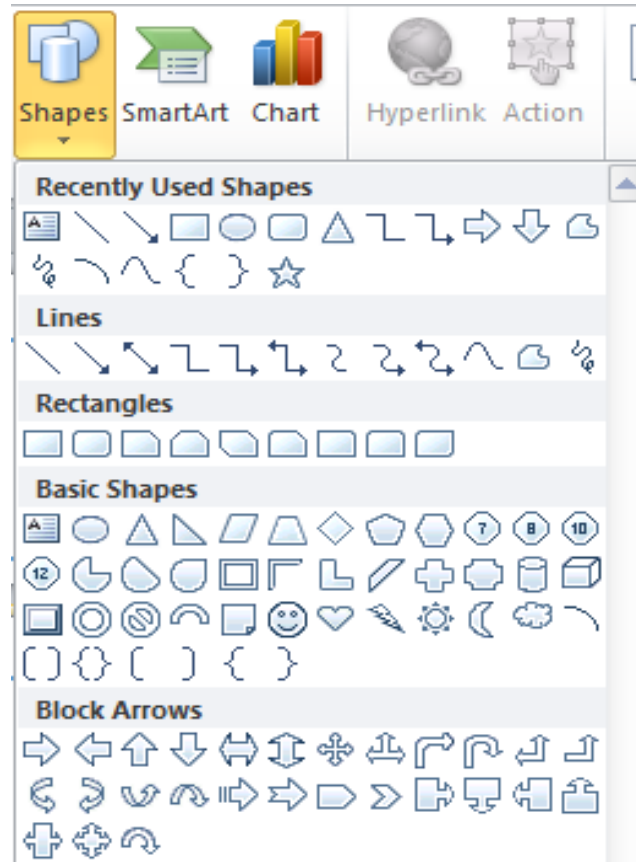 Shapes SmartArt Chart Hyperlink Action
Recently Used Shapes
A
Lines
Rectangles
Basic Shapes
A 7 8 10
12
Block Arrows